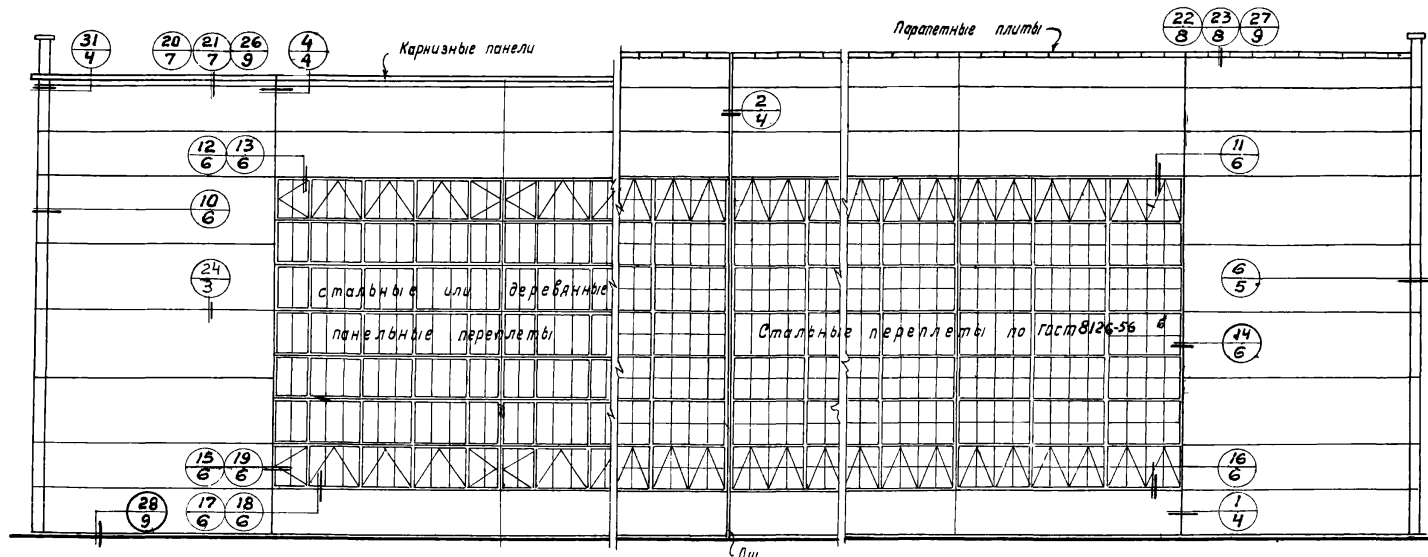 31 20 21 26 4
4 7 7 9 4
Карнизные панели
Парапетные плиты
22 23 27
8 8 9
2
4
12 13
6 6
11
6
10
6
24
3
6
5
стальные или деревянные
панельные переплеты
Стальные переплеты по гост 8126-56
14
6
15 19
6 6
16
6
28
9
17 18
6 6
1
4